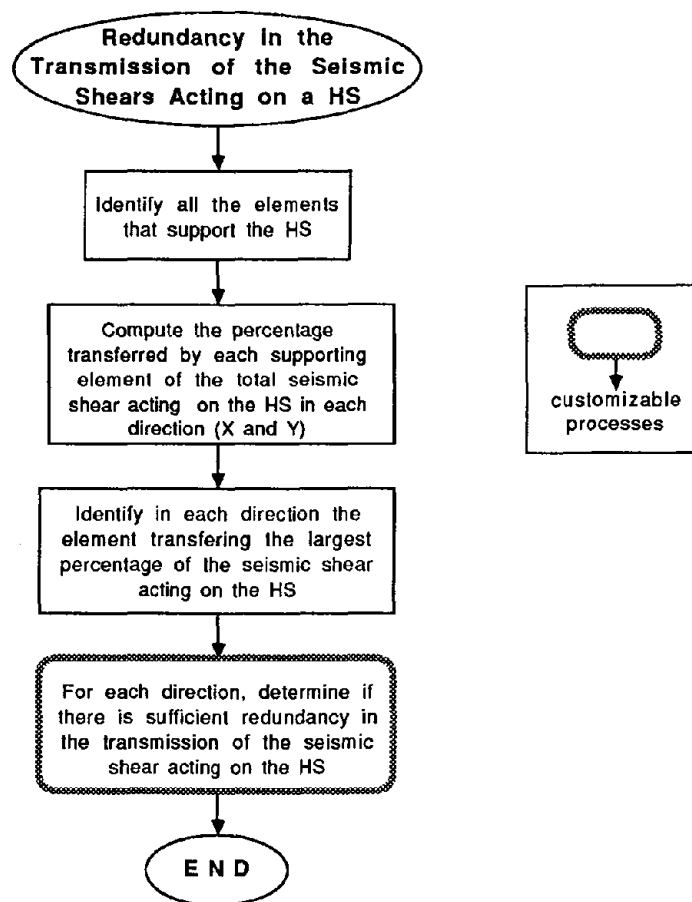 Redundancy in the
Transmission of the Seismic
Shears Acting on a HS
Identify all the elements
that support the HS
Compute the percentage
transferred by each supporting
element of the total seismic
shear acting on the HS in each
direction (X and Y)
Identify in each direction the
element transfering the largest
percentage of the seismic shear
acting on the HS
For each direction, determine if
there is sufficient redundancy in
the transmission of the seismic
shear acting on the HS
END
customizable
processes